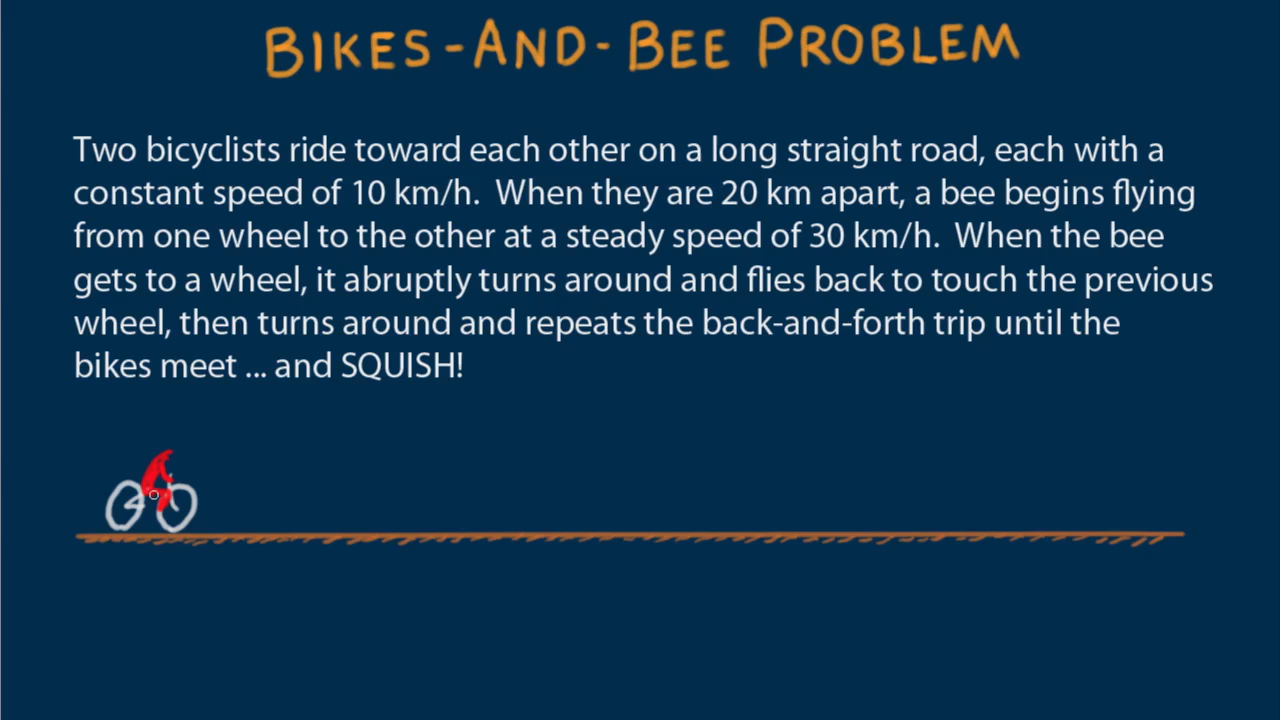 BIKES-AND-BEE PROBLEM
Two bicyclists ride toward each other on a long straight road, each with a
constant speed of 10 km/h.  When they are 20 km apart, a bee begins flying
from one wheel to the other at a steady speed of 30 km/h.  When the bee
gets to a wheel, it abruptly turns around and flies back to touch the previous
wheel, then turns around and repeats the back-and-forth trip until the
bikes meet ... and SQUISH!